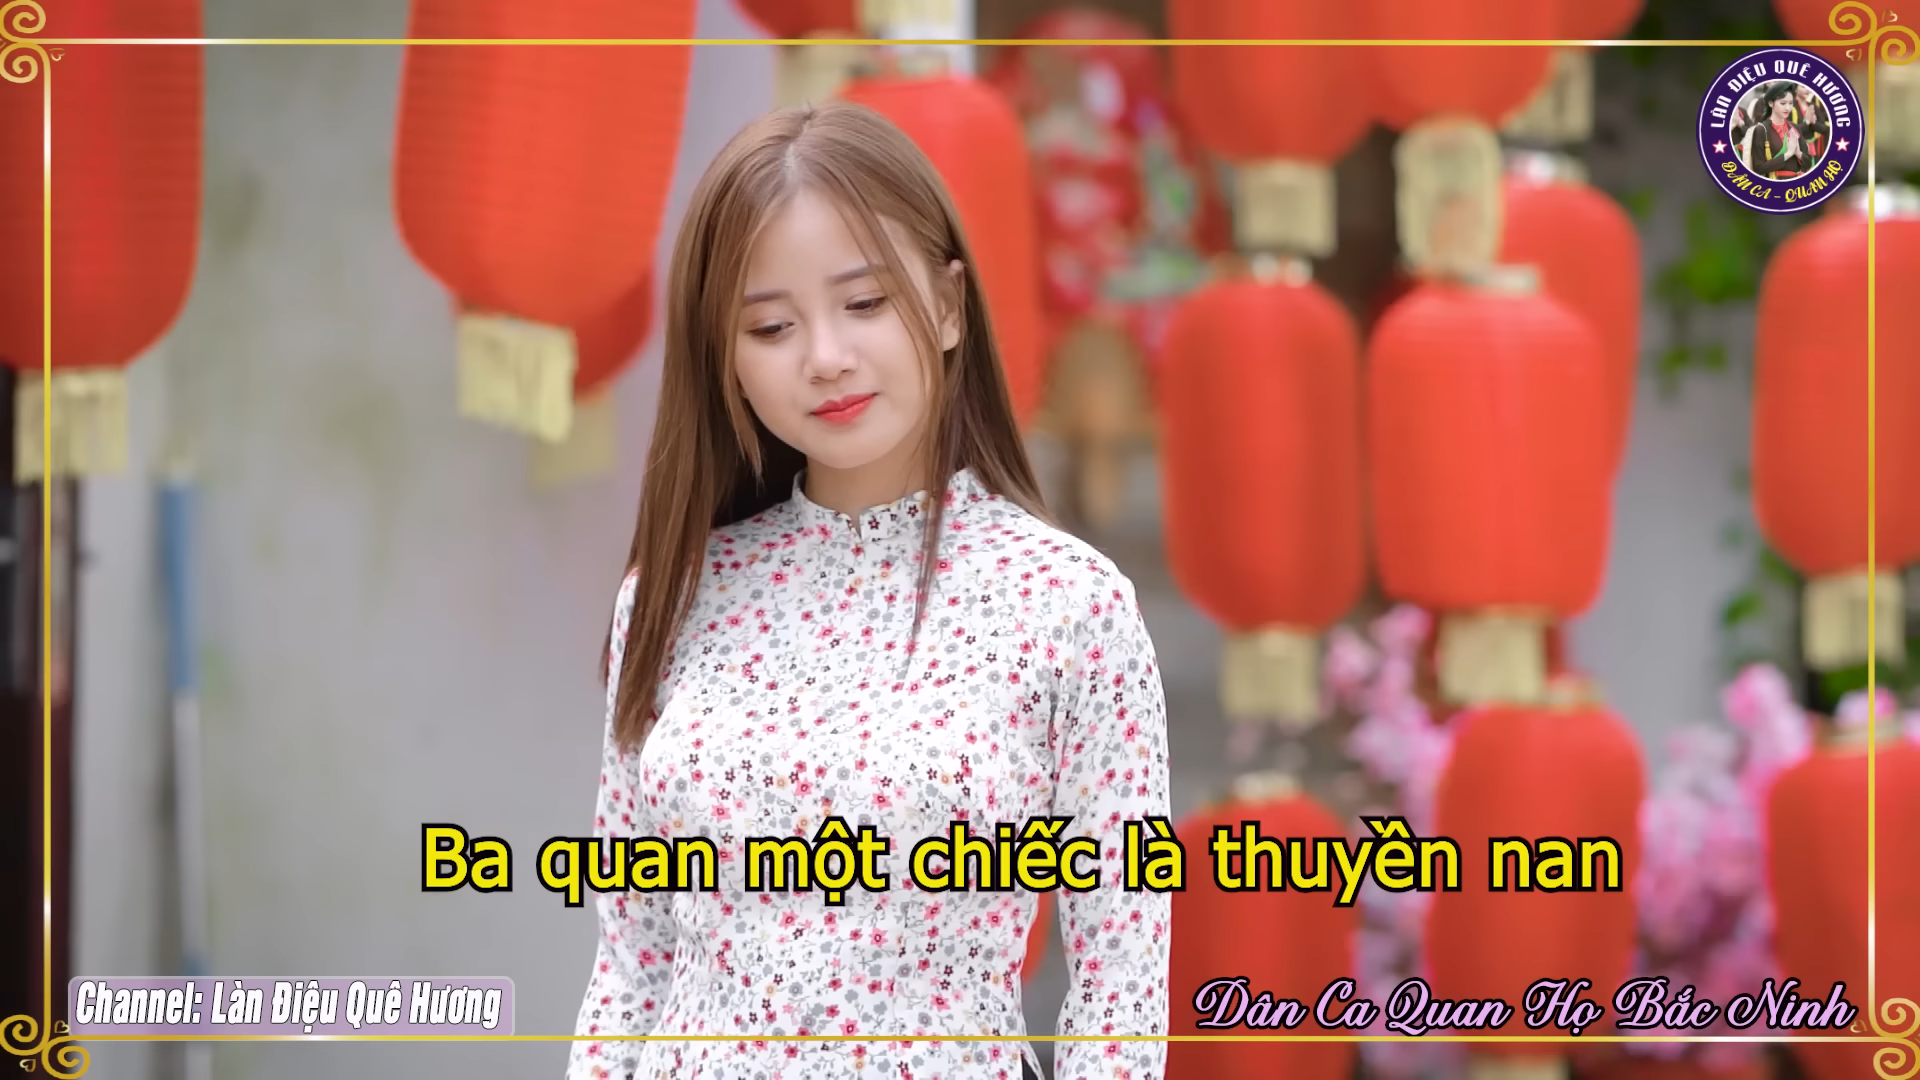 LÀN ĐIỆU QUÊ HƯƠNG
DÂN CA - QUAN HỌ
Ba quan một chiếc là thuyền nan
Channel: Làn Điệu Quê Hương
Dân Ca Quan Họ Bắc Ninh